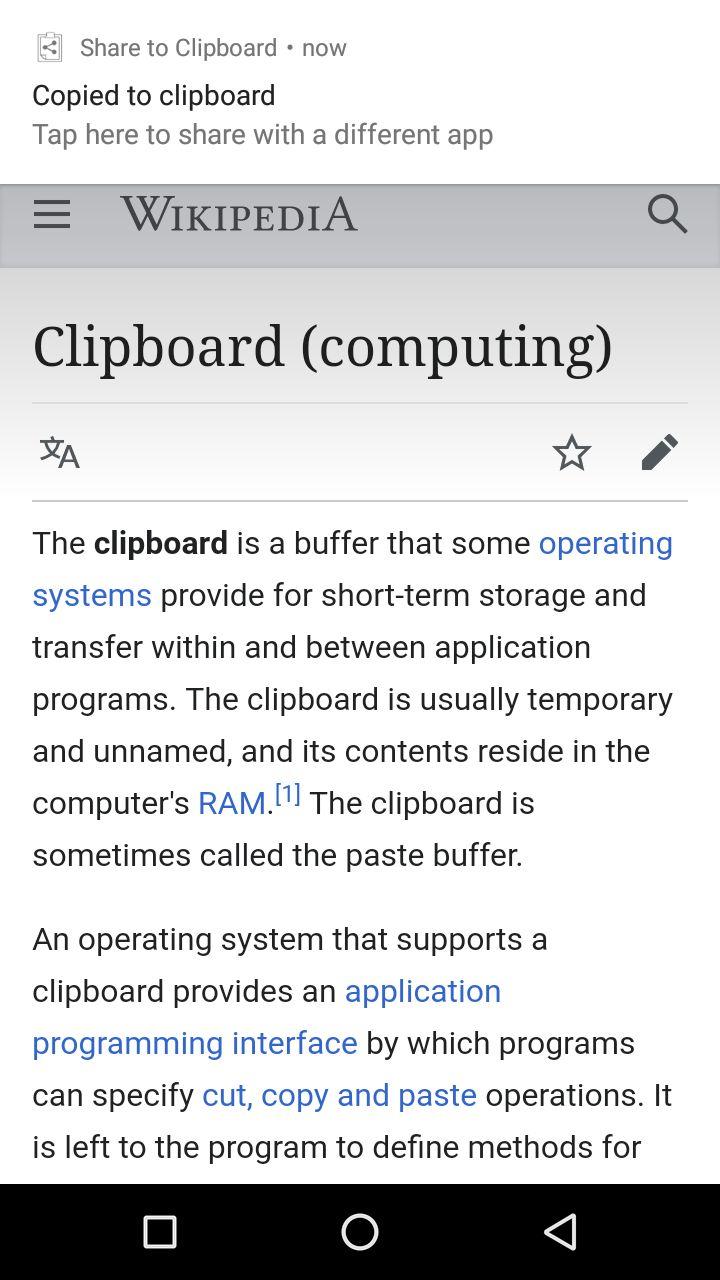 Share to Clipboard • now
Copied to clipboard
Tap here to share with a different app
WIKIPEDIA
Clipboard (computing)
文A
The clipboard is a buffer that some operating
systems provide for short-term storage and
transfer within and between application
programs. The clipboard is usually temporary
and unnamed, and its contents reside in the
computer's RAM.[1] The clipboard is
sometimes called the paste buffer.
An operating system that supports a
clipboard provides an application
programming interface by which programs
can specify cut, copy and paste operations. It
is left to the program to define methods for